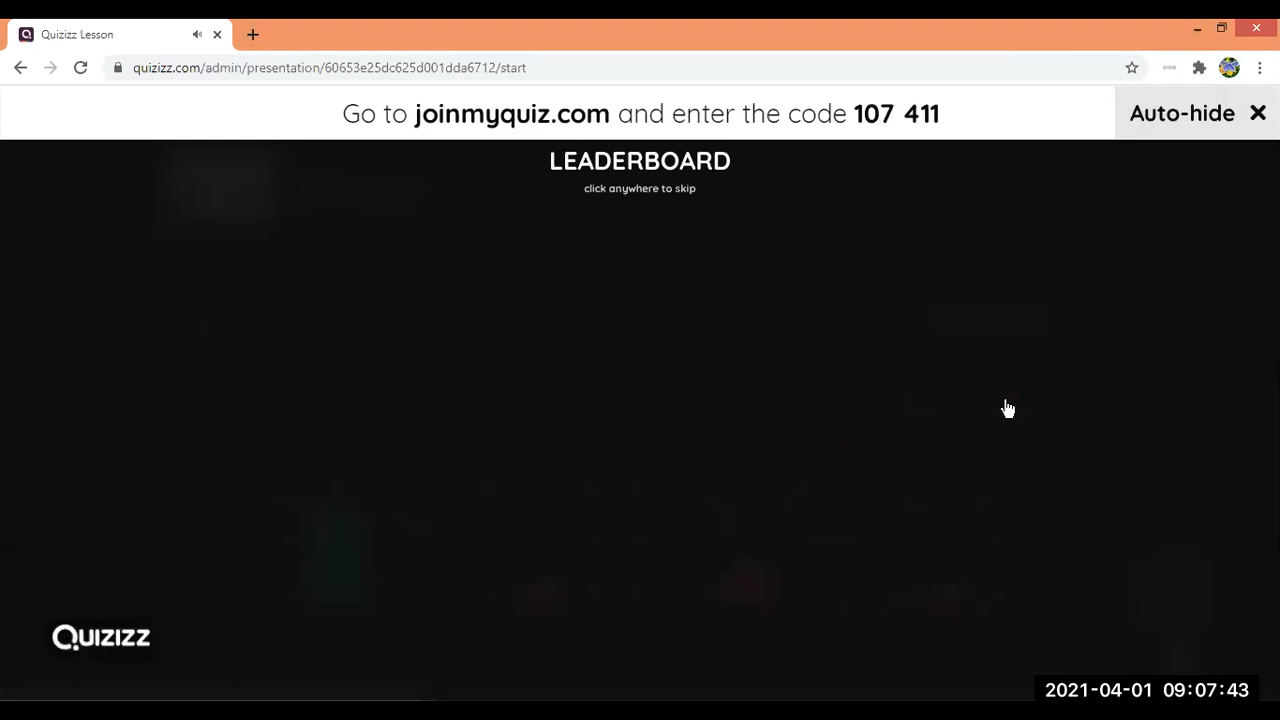 Quizizz Lesson
quizizz.com/admin/presentation/60653e25dc625d001dda6712/start
Go to joinmyquiz.com and enter the code 107 411
Auto-hide
LEADERBOARD
click anywhere to skip
Quizizz
2021-04-01 09:07:43